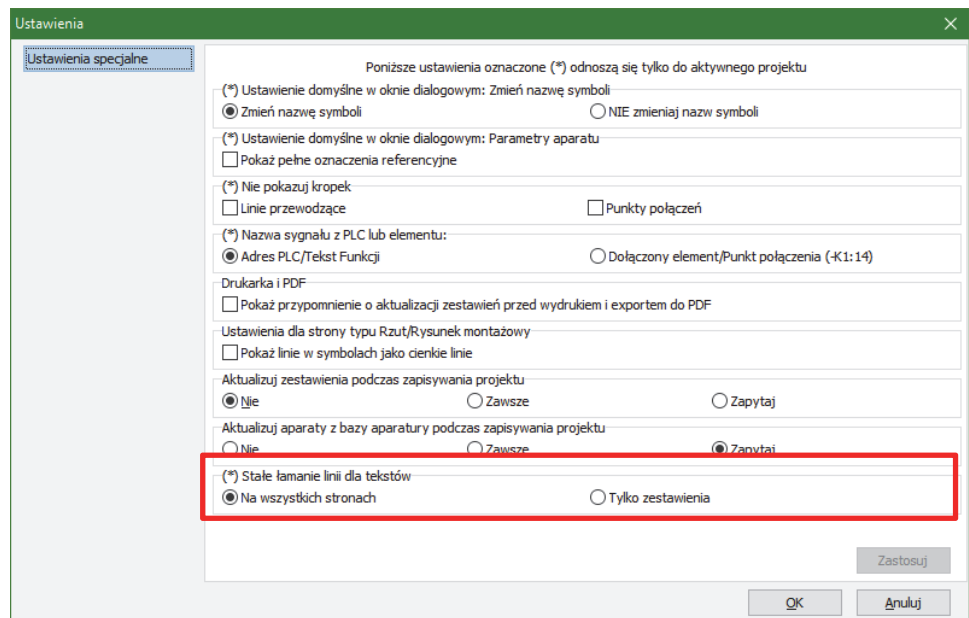 Ustawienia
Ustawienia specjalne
Poniższe ustawienia oznaczone (*) odnoszą się tylko do aktywnego projektu
(*) Ustawienie domyślne w oknie dialogowym: Zmień nazwę symboli
Zmień nazwę symboli NIE zmieniaj nazw symboli
(*) Ustawienie domyślne w oknie dialogowym: Parametry aparatu
Pokaż pełne oznaczenia referencyjne
(*) Nie pokazuj kropek
Linie przewodzące Punkty połączeń
(*) Nazwa sygnału z PLC lub elementu:
Adres PLC/Tekst Funkcji Dołączony element/Punkt połączenia (-K1:14)
Drukarka i PDF
Pokaż przypomnienie o aktualizacji zestawień przed wydrukiem i exportem do PDF
Ustawienia dla strony typu Rzut/Rysunek montażowy
Pokaż linie w symbolach jako cienkie linie
Aktualizuj zestawienia podczas zapisywania projektu
Nie Zawsze Zapytaj
Aktualizuj aparaty z bazy aparatury podczas zapisywania projektu
Nie Zawsze Zapytaj
(*) Stałe łamanie linii dla tekstów
Na wszystkich stronach Tylko zestawienia
Zastosuj
OK Anuluj